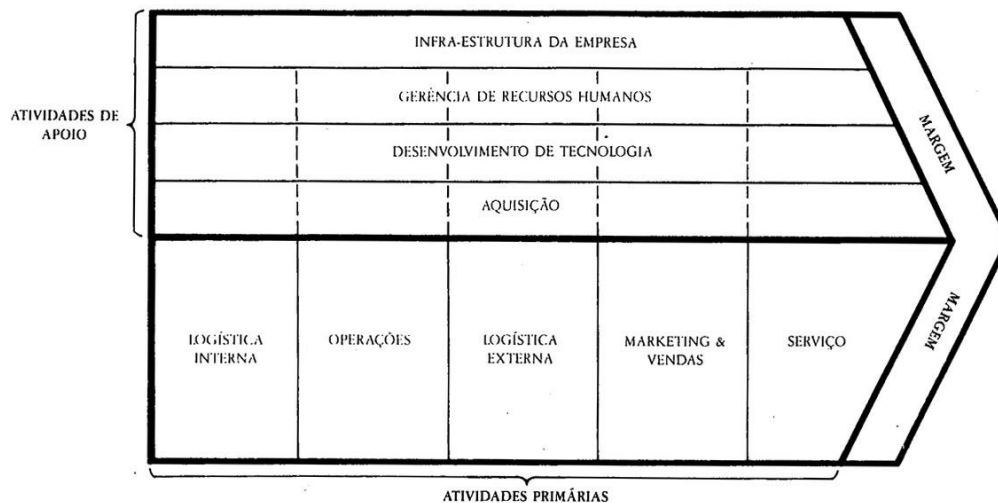 INFRA-ESTRUTURA DA EMPRESA
GERÊNCIA DE RECURSOS HUMANOS
ATIVIDADES DE
APOIO
DESENVOLVIMENTO DE TECNOLOGIA
AQUISIÇÃO
MARGEM
LOGÍSTICA
INTERNA
OPERAÇÕES
LOGÍSTICA
EXTERNA
MARKETING &
VENDAS
SERVIÇO
MARGEM
ATIVIDADES PRIMÁRIAS